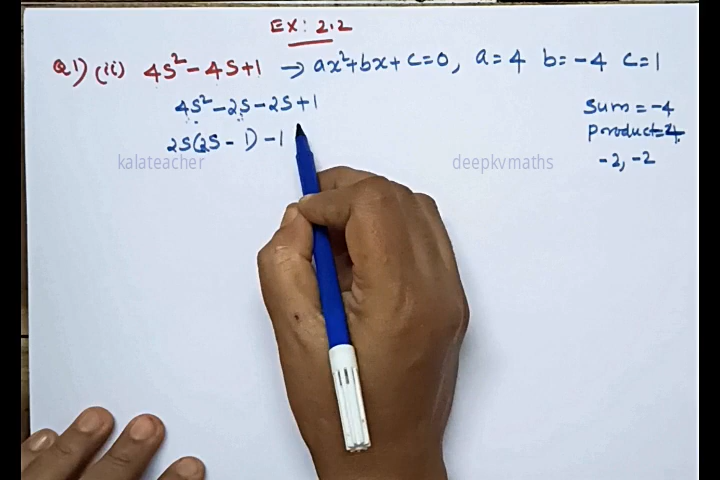 EX: 2.2
Q1) (ii) 4S² - 4S + 1 → ax² + bx + c = 0, a = 4 b = -4 c = 1
4S² - 2S - 2S + 1
Sum = -4
product = 4
2S(2S - 1) - 1
-2, -2
kalateacher
deepkvmaths